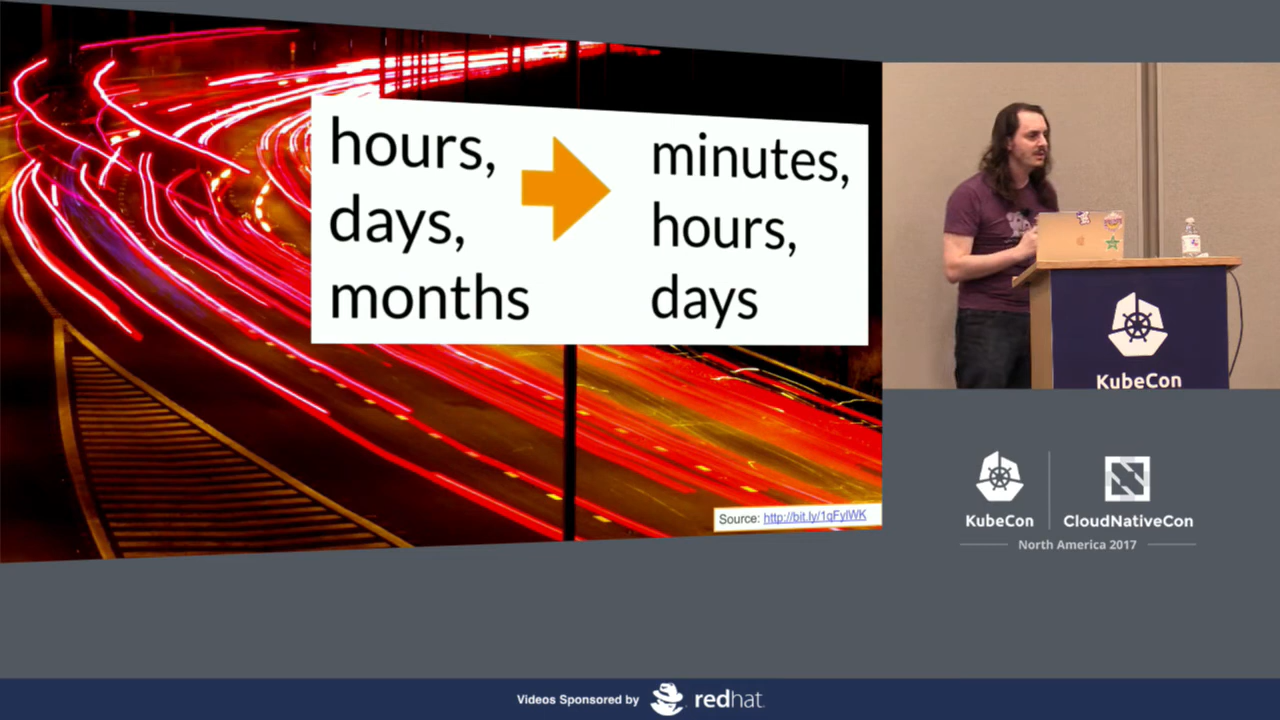 hours,
days,
months
minutes,
hours,
days
Source: http://bit.ly/1qFylWK
KubeCon
KubeCon
CloudNativeCon
North America 2017
Videos Sponsored by
redhat